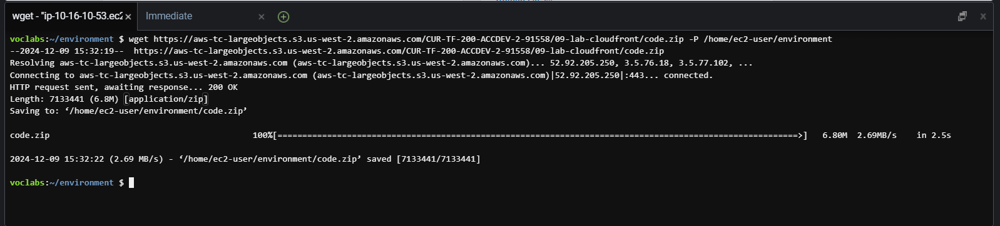 wget - "ip-10-16-10-53.ec2 × Immediate ×
voclabs:~/environment $ wget https://aws-tc-largeobjects.s3.us-west-2.amazonaws.com/CUR-TF-200-ACCDEV-2-91558/09-lab-cloudfront/code.zip -P /home/ec2-user/environment
--2024-12-09 15:32:19--  https://aws-tc-largeobjects.s3.us-west-2.amazonaws.com/CUR-TF-200-ACCDEV-2-91558/09-lab-cloudfront/code.zip
Resolving aws-tc-largeobjects.s3.us-west-2.amazonaws.com (aws-tc-largeobjects.s3.us-west-2.amazonaws.com)... 52.92.205.250, 3.5.76.18, 3.5.77.102, ...
Connecting to aws-tc-largeobjects.s3.us-west-2.amazonaws.com (aws-tc-largeobjects.s3.us-west-2.amazonaws.com)|52.92.205.250|:443... connected.
HTTP request sent, awaiting response... 200 OK
Length: 7133441 (6.8M) [application/zip]
Saving to: ‘/home/ec2-user/environment/code.zip’
code.zip 100%[=========================================================================================================>] 6.80M 2.69MB/s in 2.5s
2024-12-09 15:32:22 (2.69 MB/s) - ‘/home/ec2-user/environment/code.zip’ saved [7133441/7133441]
voclabs:~/environment $